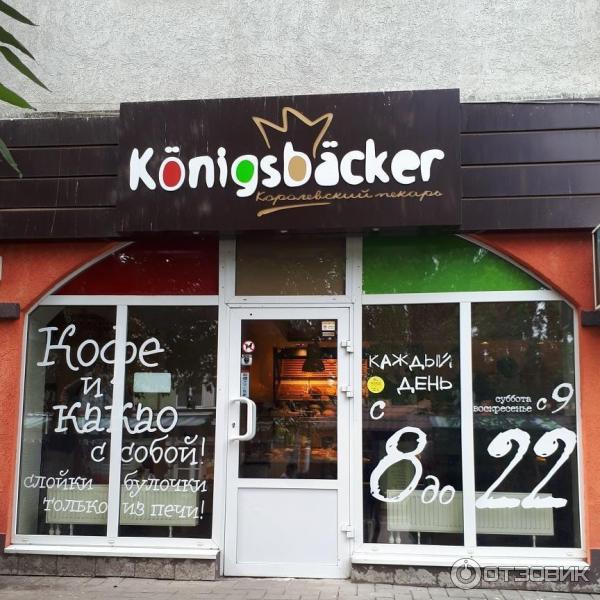 Königsbäcker
Королевский пекарь
Кофе
и
какао
с собой!
слойки булочки
только из печи!
каждый
день
с
8 до 22
суббота
воскресенье с 9
ОТЗОВИК